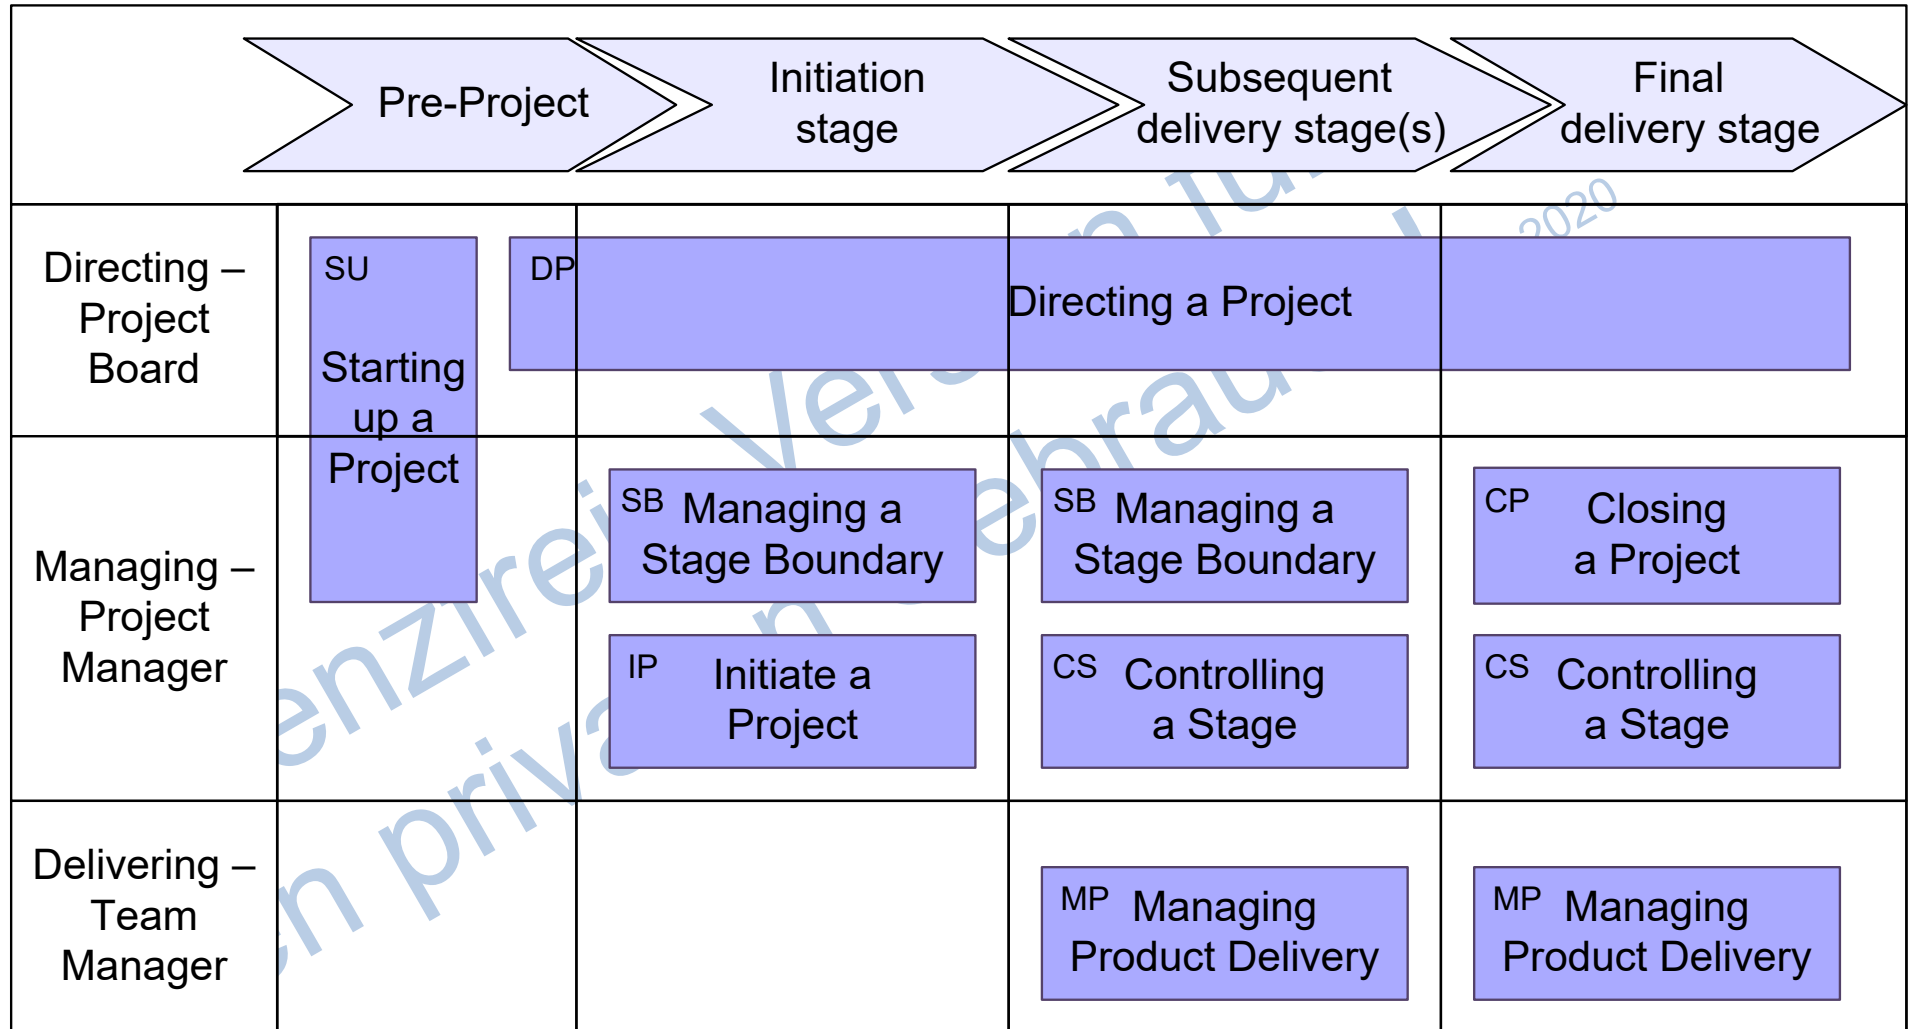 Pre-Project
Initiation
stage
Subsequent
delivery stage(s)
Final
delivery stage
Directing –
Project
Board
SU
Starting
up a
Project
DP
Directing a Project
Managing –
Project
Manager
SB Managing a
Stage Boundary
SB Managing a
Stage Boundary
CP Closing
a Project
IP Initiate a
Project
CS Controlling
a Stage
CS Controlling
a Stage
Delivering –
Team
Manager
MP Managing
Product Delivery
MP Managing
Product Delivery
2020